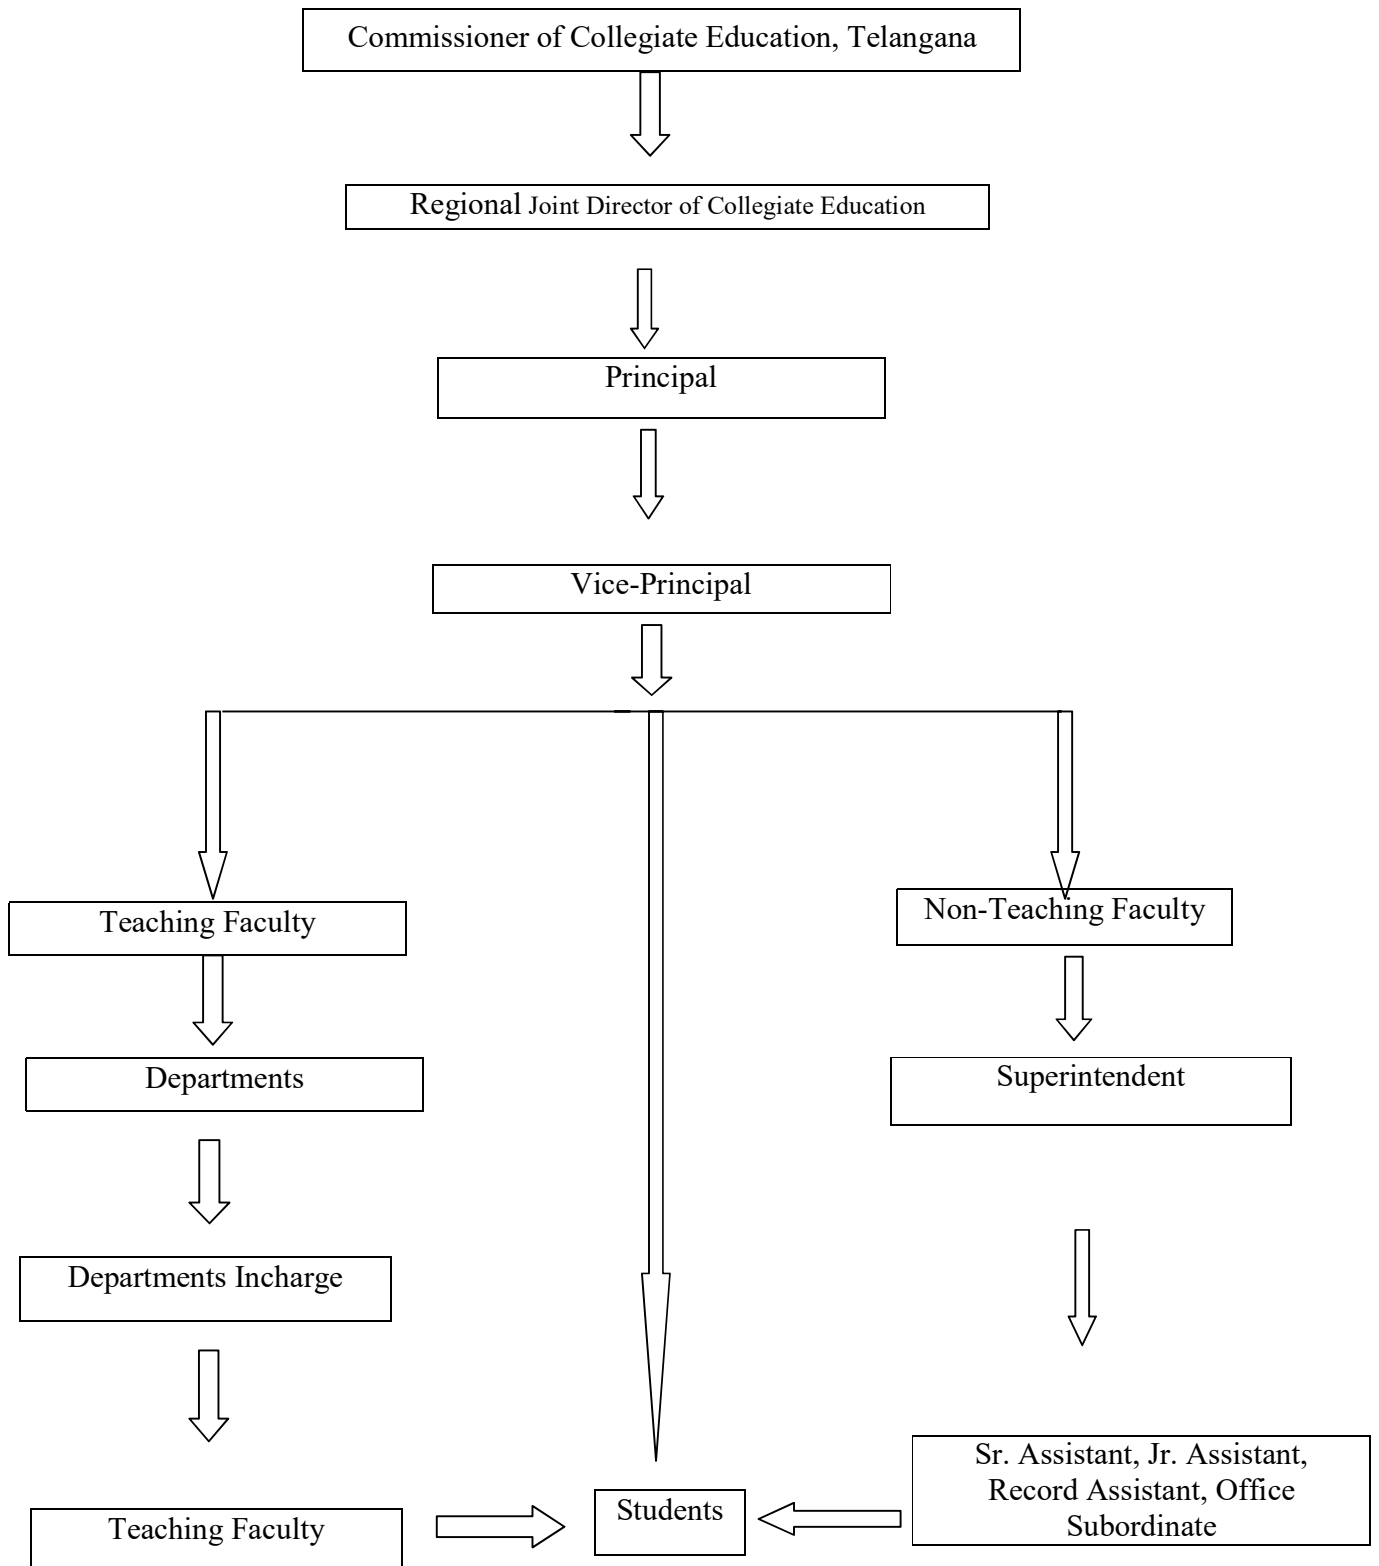 Commissioner of Collegiate Education, Telangana
Regional Joint Director of Collegiate Education
Principal
Vice-Principal
Teaching Faculty
Non-Teaching Faculty
Departments
Superintendent
Departments Incharge
Sr. Assistant, Jr. Assistant,
Record Assistant, Office
Subordinate
Students
Teaching Faculty